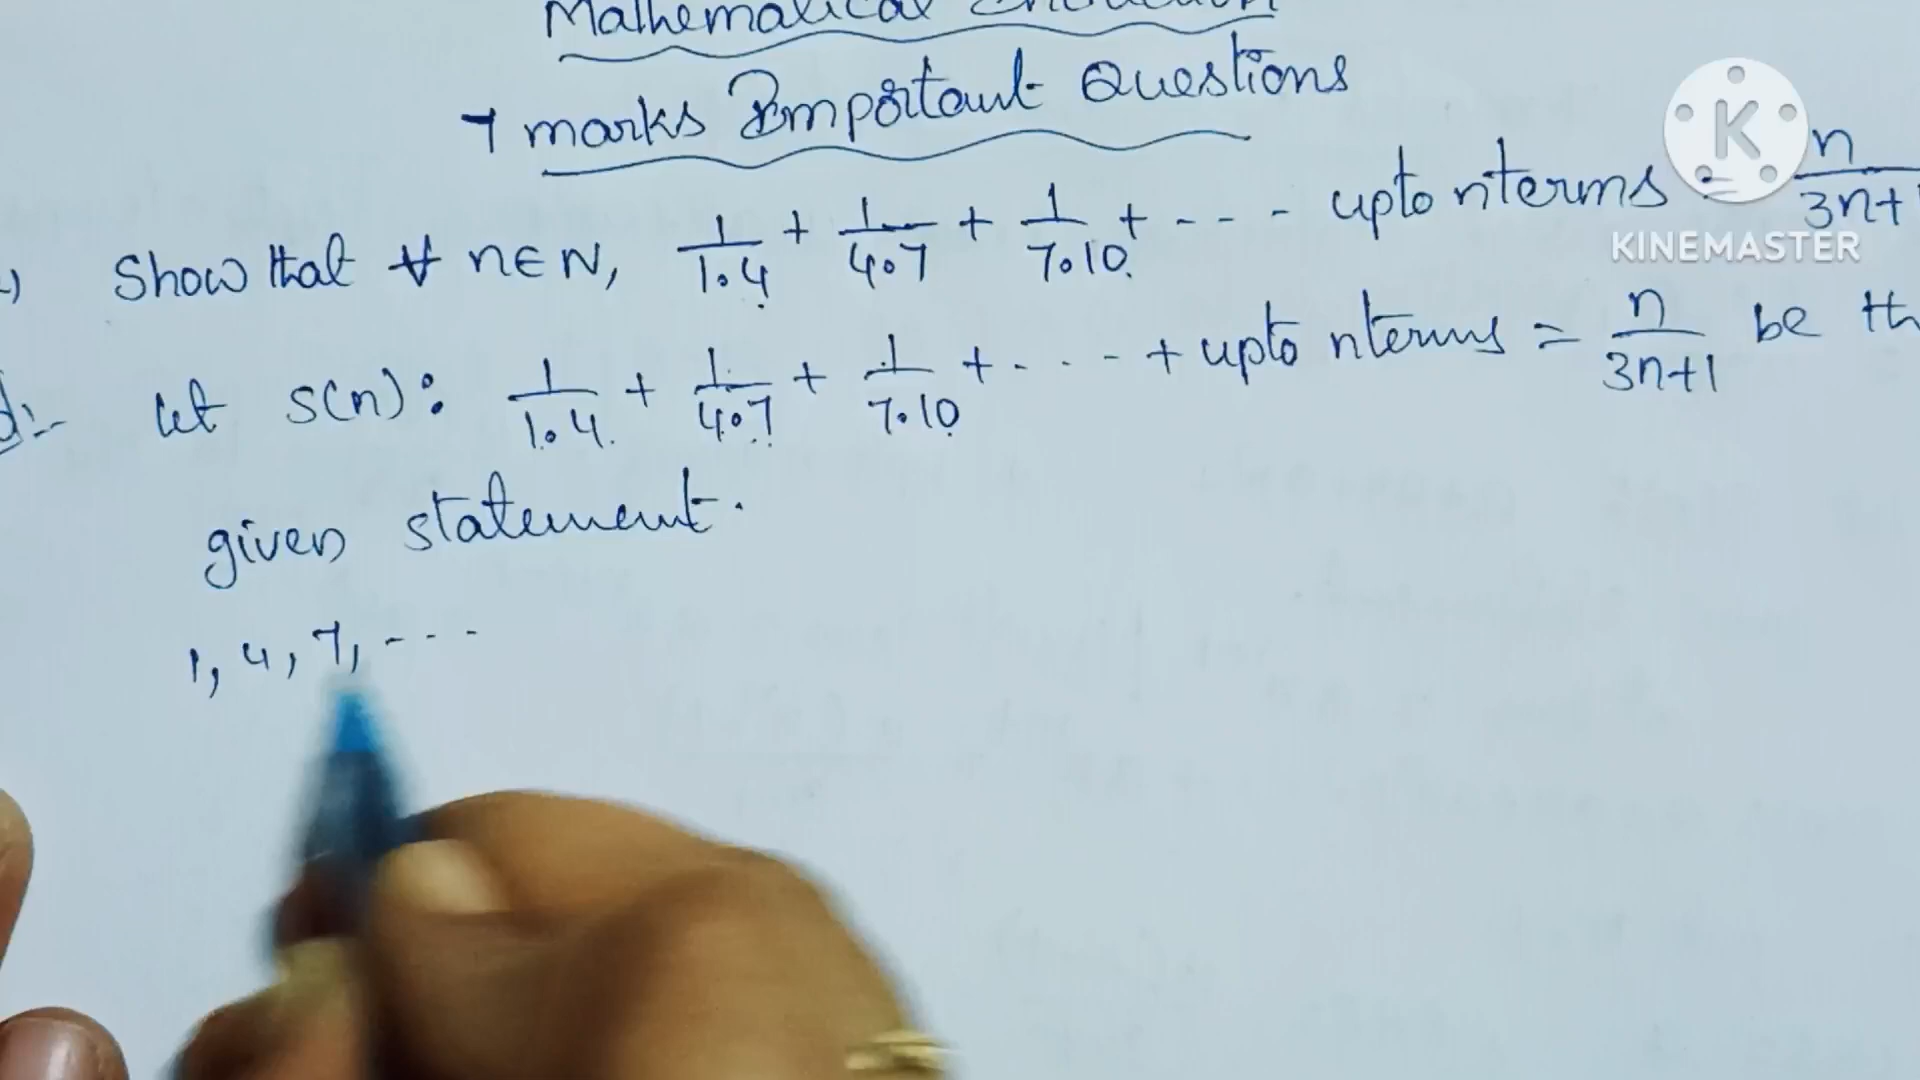 Mathematical Induction
7 marks Important Questions
Show that ∀ n∈N, 1/1.4 + 1/4.7 + 1/7.10 + --- upto n terms = n/3n+1
let S(n): 1/1.4 + 1/4.7 + 1/7.10 + ... + upto n terms = n/3n+1 be th
given statement.
1, 4, 7, ---
K
KINEMASTER